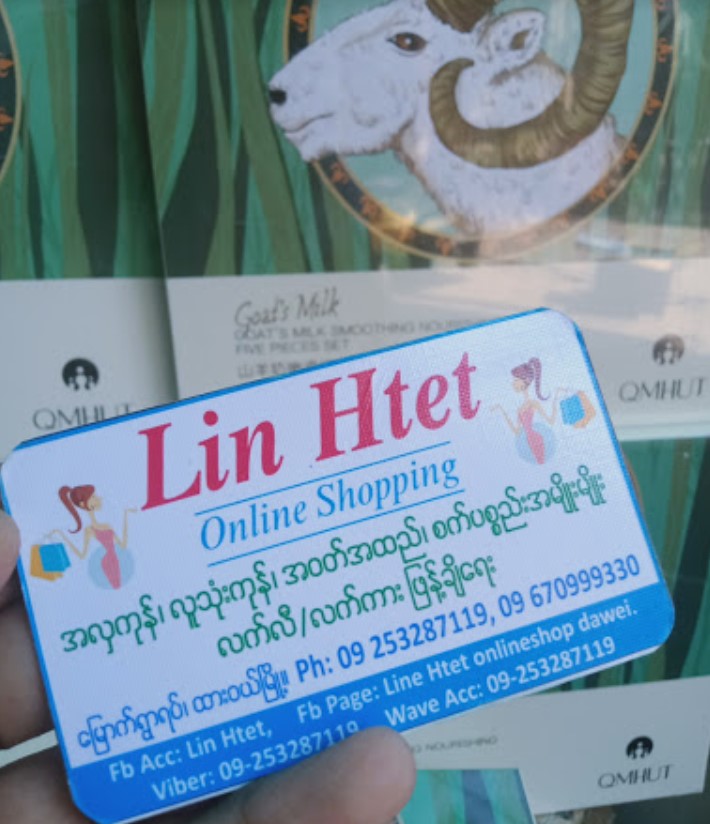 Goat's Milk
GOAT'S MILK SMOOTHING
FIVE PIECES SET
QMHUT
QMHUT
Lin Htet
Online Shopping
အလှကုန်၊ လူသုံးကုန်၊ အဝတ်အထည်၊ စက်ပစ္စည်းအမျိုးမျိုး
လက်လီ/လက်ကား ဖြန့်ချိရေး
မြောက်ရွာရပ်၊ ထားဝယ်မြို့။ Ph: 09 253287119, 09 670999330
Fb Acc: Lin Htet, Fb Page: Line Htet onlineshop dawei.
Viber: 09-253287119 Wave Acc: 09-253287119
NOURISHING
QMHUT